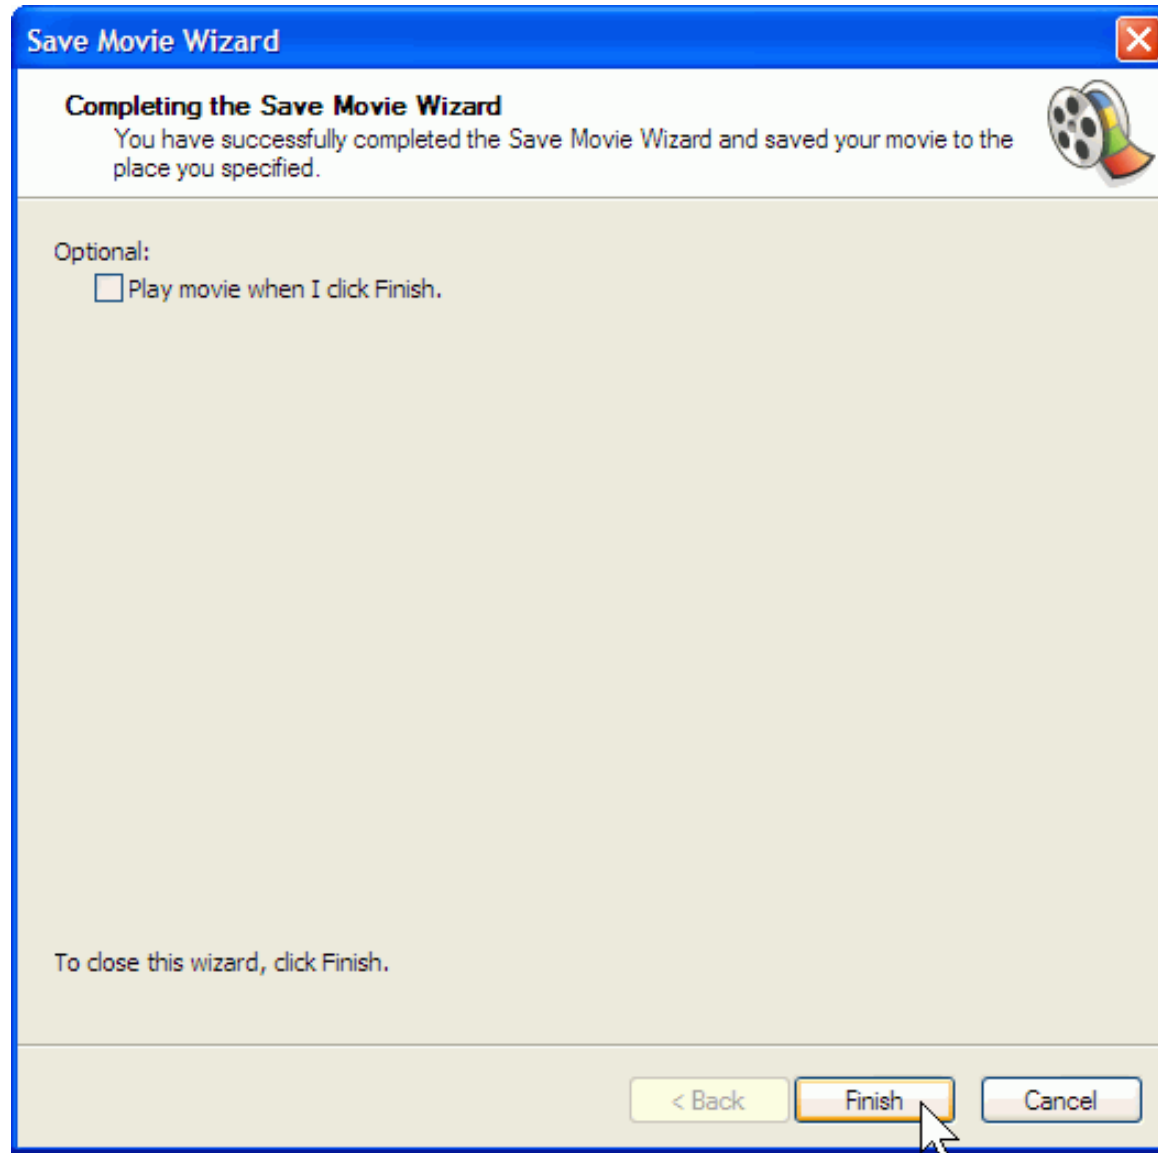 Save Movie Wizard
Completing the Save Movie Wizard
You have successfully completed the Save Movie Wizard and saved your movie to the
place you specified.
Optional:
Play movie when I click Finish.
To close this wizard, click Finish.
< Back
Finish
Cancel